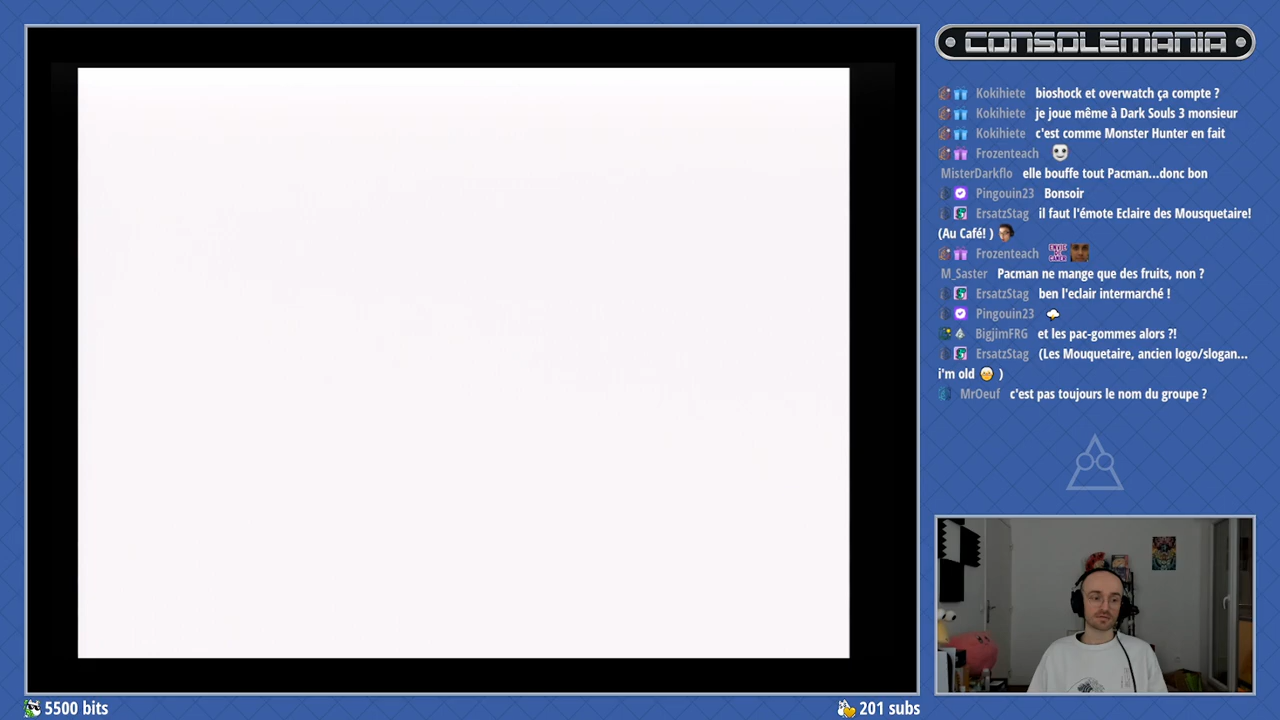 CONSOLEMANIA
Kokihiete bioshock et overwatch ça compte ?
Kokihiete je joue même à Dark Souls 3 monsieur
Kokihiete c'est comme Monster Hunter en fait
Frozenteach
MisterDarkflo elle bouffe tout Pacman...donc bon
Pingouin23 Bonsoir
ErsatzStag il faut l'émote Eclaire des Mousquetaire!
(Au Café! )
Frozenteach
M_Saster Pacman ne mange que des fruits, non ?
ErsatzStag ben l'eclair intermarché !
Pingouin23
BigjimFRG et les pac-gommes alors ?!
ErsatzStag (Les Mouquetaire, ancien logo/slogan...
i'm old )
MrOeuf c'est pas toujours le nom du groupe ?
5500 bits
201 subs